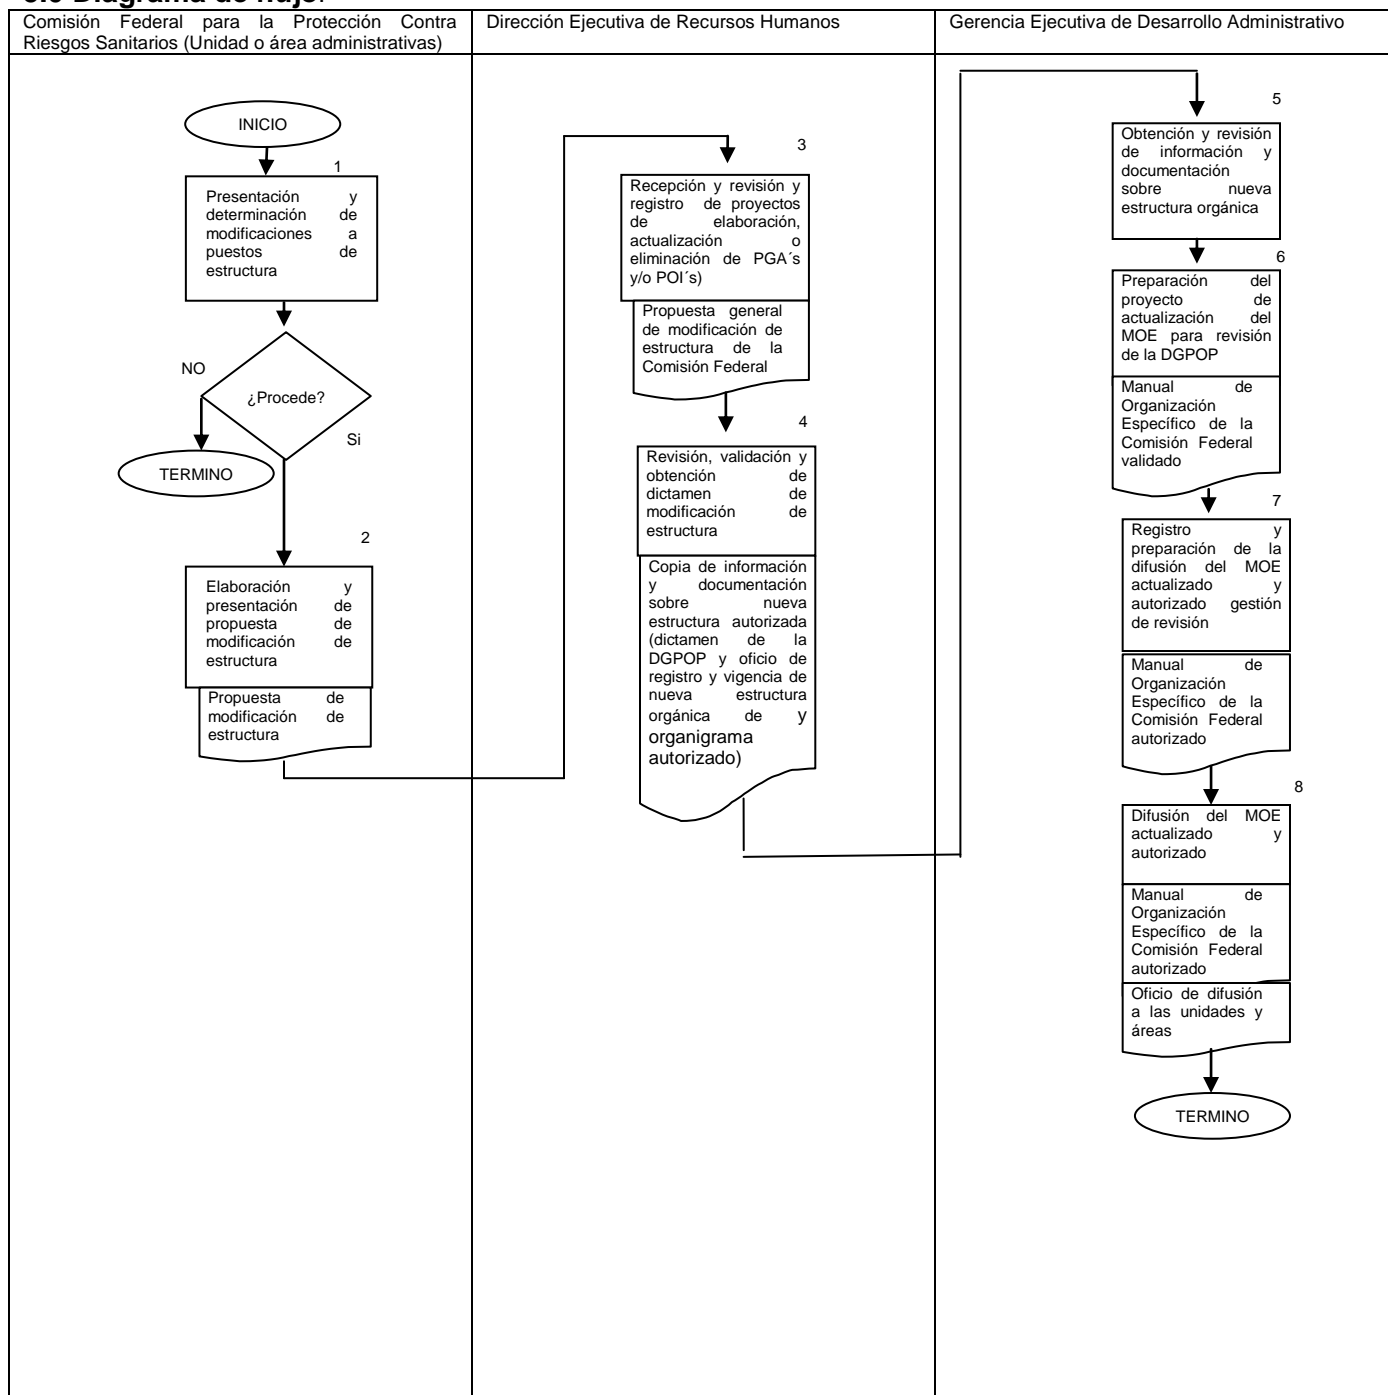 Diagrama de flujo.
Comisión Federal para la Protección Contra
Riesgos Sanitarios (Unidad o área administrativas)
Dirección Ejecutiva de Recursos Humanos
Gerencia Ejecutiva de Desarrollo Administrativo
INICIO
1
Presentación y
determinación de
modificaciones a
puestos de
estructura
NO
¿Procede?
Si
TERMINO
2
Elaboración y
presentación de
propuesta de
modificación de
estructura
Propuesta de
modificación de
estructura
3
Recepción y revisión y
registro de proyectos
de elaboración,
actualización o
eliminación de PGA´s
y/o POI´s)
Propuesta general
de modificación de
estructura de la
Comisión Federal
4
Revisión, validación y
obtención de
dictamen de
modificación de
estructura
Copia de información
y documentación
sobre nueva
estructura autorizada
(dictamen de la
DGPOP y oficio de
registro y vigencia de
nueva estructura
orgánica de y
organigrama
autorizado)
5
Obtención y revisión
de información y
documentación
sobre nueva
estructura orgánica
6
Preparación del
proyecto de
actualización del
MOE para revisión
de la DGPOP
Manual de
Organización
Específico de la
Comisión Federal
validado
7
Registro y
preparación de la
difusión del MOE
actualizado y
autorizado gestión
de revisión
Manual de
Organización
Específico de la
Comisión Federal
autorizado
8
Difusión del MOE
actualizado y
autorizado
Manual de
Organización
Específico de la
Comisión Federal
autorizado
Oficio de difusión
a las unidades y
áreas
TERMINO